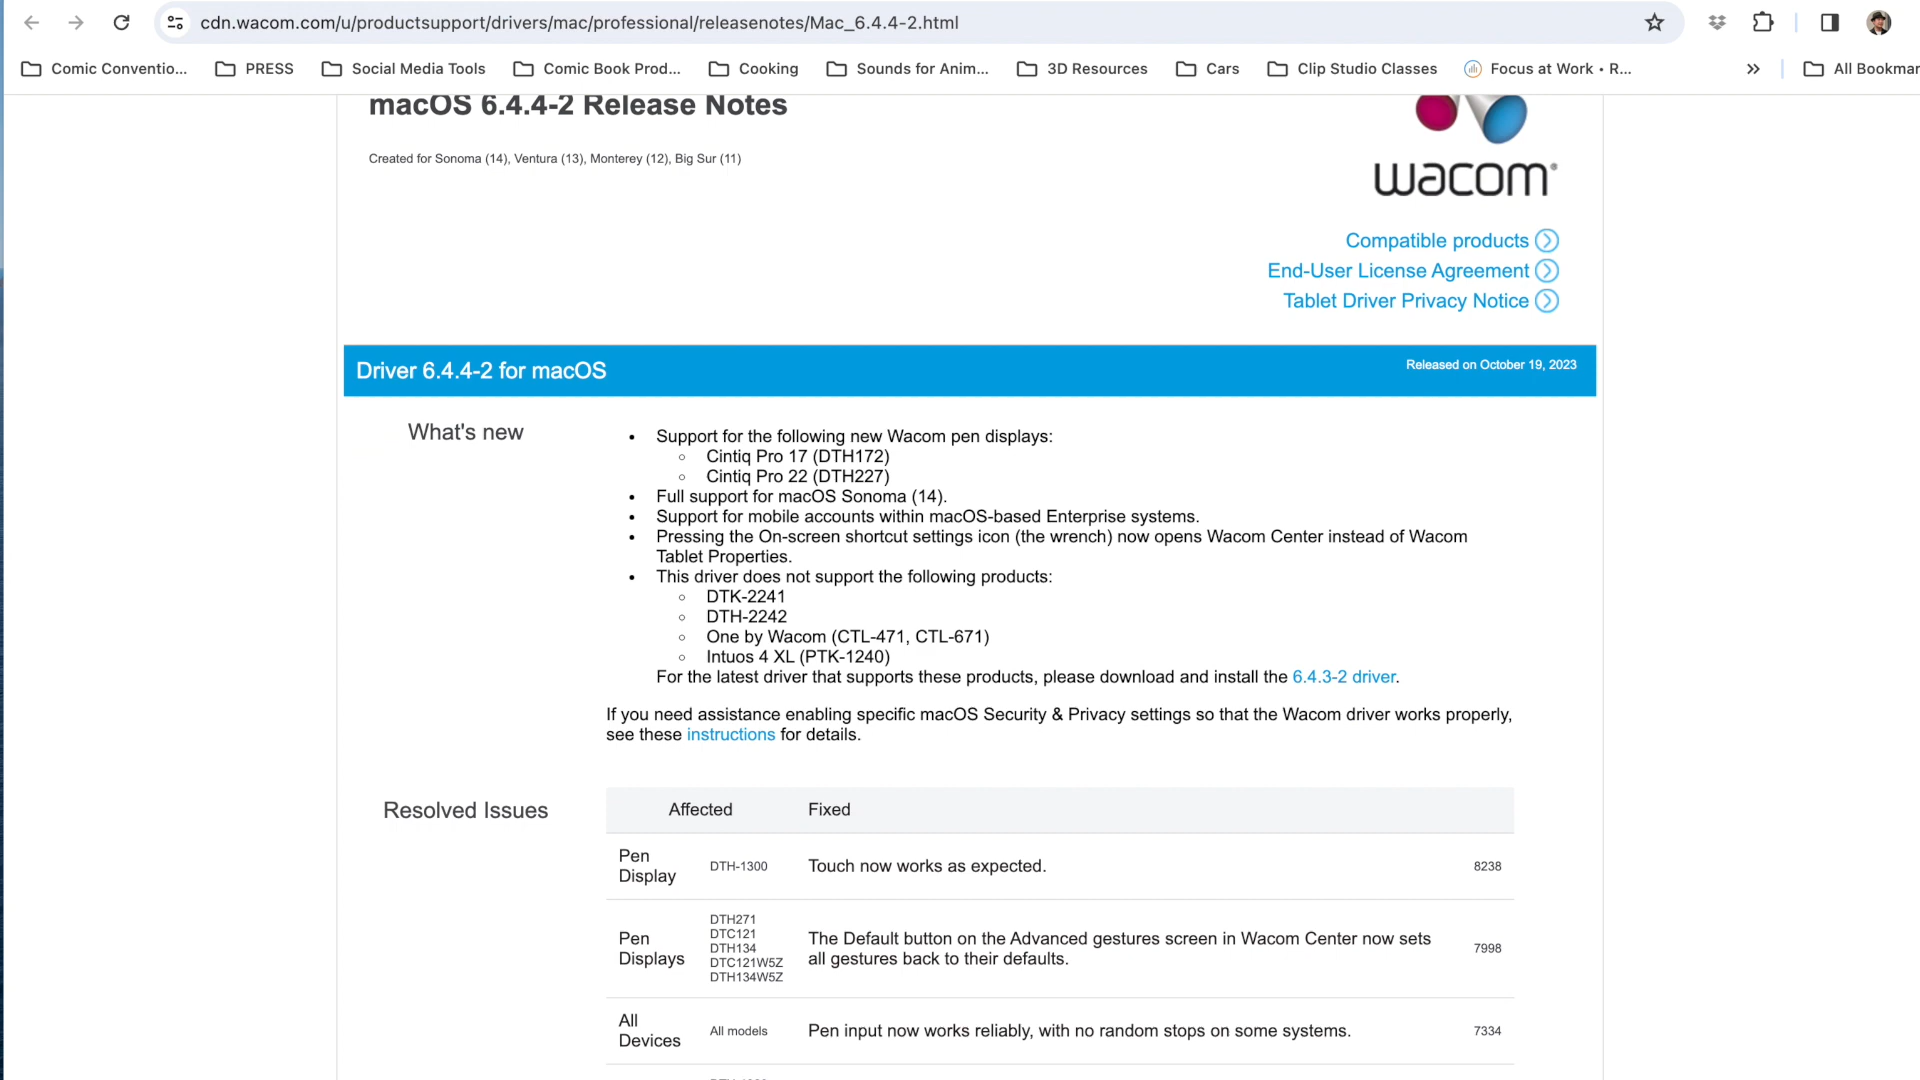 cdn.wacom.com/u/productsupport/drivers/mac/professional/releasenotes/Mac_6.4.4-2.html
Comic Conventio... PRESS Social Media Tools Comic Book Prod... Cooking Sounds for Anim... 3D Resources Cars Clip Studio Classes Focus at Work • R... » All Bookmar
macOS 6.4.4-2 Release Notes
Created for Sonoma (14), Ventura (13), Monterey (12), Big Sur (11)
wacom®
Compatible products
End-User License Agreement
Tablet Driver Privacy Notice
Driver 6.4.4-2 for macOS Released on October 19, 2023
What's new
• Support for the following new Wacom pen displays:
○ Cintiq Pro 17 (DTH172)
○ Cintiq Pro 22 (DTH227)
• Full support for macOS Sonoma (14).
• Support for mobile accounts within macOS-based Enterprise systems.
• Pressing the On-screen shortcut settings icon (the wrench) now opens Wacom Center instead of Wacom
Tablet Properties.
• This driver does not support the following products:
○ DTK-2241
○ DTH-2242
○ One by Wacom (CTL-471, CTL-671)
○ Intuos 4 XL (PTK-1240)
For the latest driver that supports these products, please download and install the 6.4.3-2 driver.
If you need assistance enabling specific macOS Security & Privacy settings so that the Wacom driver works properly,
see these instructions for details.
Resolved Issues
Affected Fixed
Pen
Display
DTH-1300
Touch now works as expected.
8238
Pen
Displays
DTH271
DTC121
DTH134
DTC121W5Z
DTH134W5Z
The Default button on the Advanced gestures screen in Wacom Center now sets
all gestures back to their defaults.
7998
All
Devices
All models
Pen input now works reliably, with no random stops on some systems.
7334